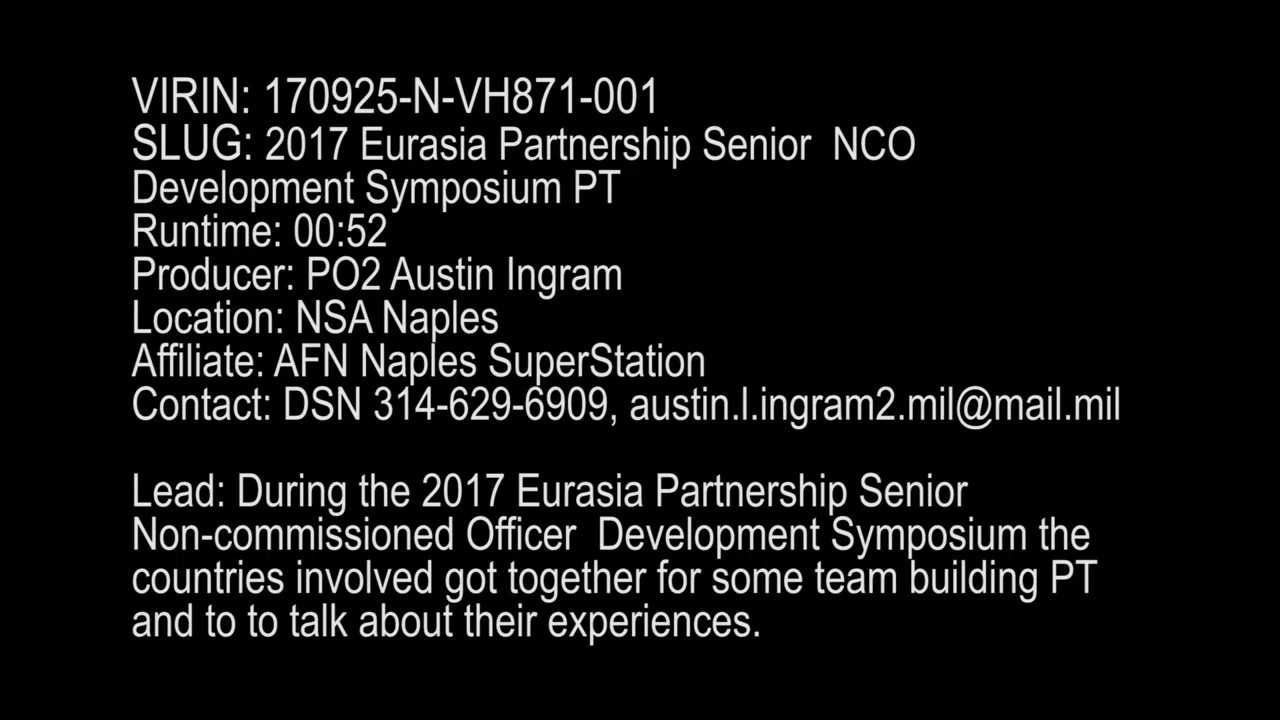 VIRIN: 170925-N-VH871-001
SLUG: 2017 Eurasia Partnership Senior  NCO
Development Symposium PT
Runtime: 00:52
Producer: PO2 Austin Ingram
Location: NSA Naples
Affiliate: AFN Naples SuperStation
Contact: DSN 314-629-6909, austin.l.ingram2.mil@mail.mil
Lead: During the 2017 Eurasia Partnership Senior
Non-commissioned Officer  Development Symposium the
countries involved got together for some team building PT
and to to talk about their experiences.